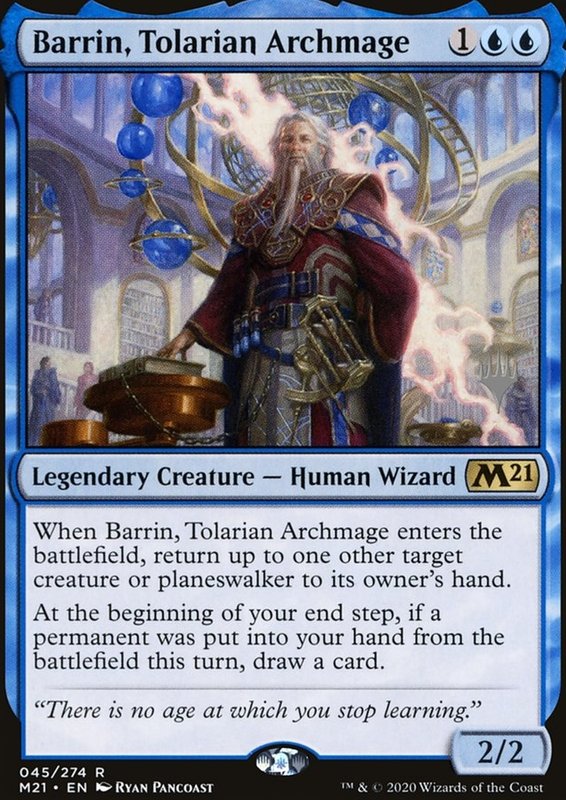 Barrin, Tolarian Archmage 1
Legendary Creature — Human Wizard M21
When Barrin, Tolarian Archmage enters the
battlefield, return up to one other target
creature or planeswalker to its owner's hand.
At the beginning of your end step, if a
permanent was put into your hand from the
battlefield this turn, draw a card.
“There is no age at which you stop learning.”
2/2
045/274 R
M21 • EN Ryan Pancoast
™ & © 2020 Wizards of the Coast